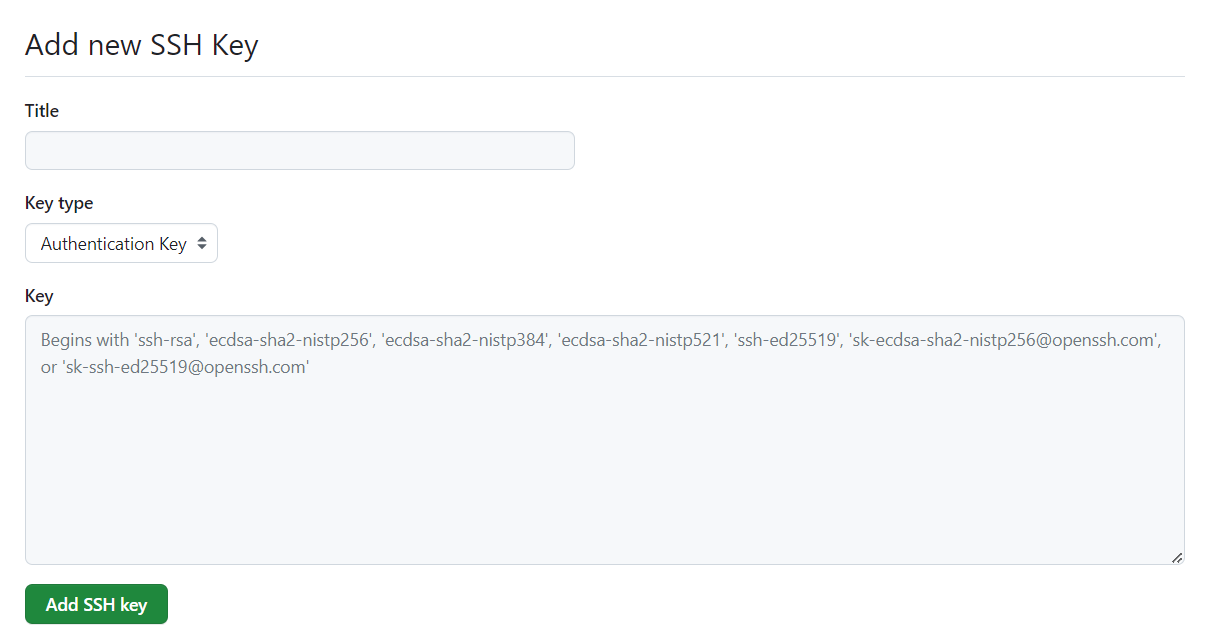 Add new SSH Key
Title
Key type
Authentication Key
Key
Begins with 'ssh-rsa', 'ecdsa-sha2-nistp256', 'ecdsa-sha2-nistp384', 'ecdsa-sha2-nistp521', 'ssh-ed25519', 'sk-ecdsa-sha2-nistp256@openssh.com',
or 'sk-ssh-ed25519@openssh.com'
Add SSH key